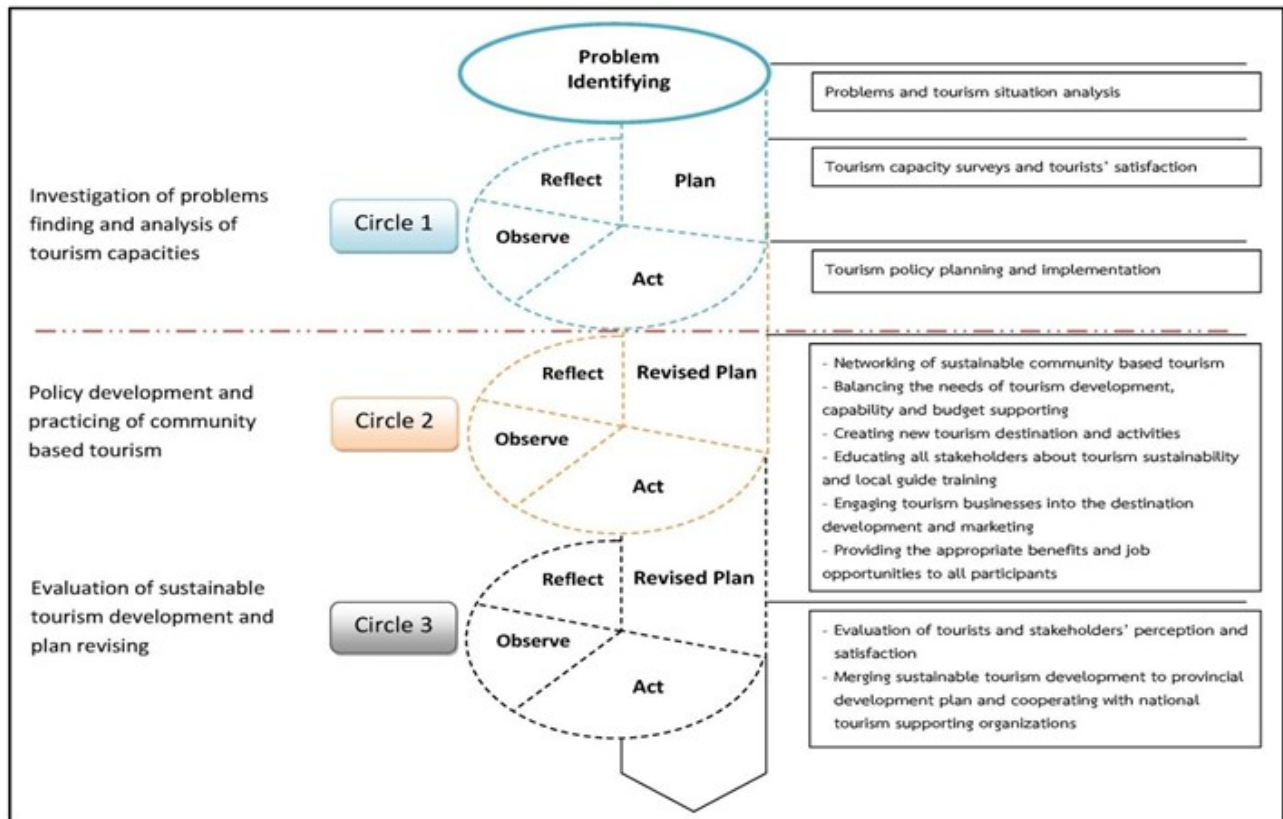 Problem
Identifying
Problems and tourism situation analysis
Investigation of problems
finding and analysis of
tourism capacities
Circle 1
Reflect
Plan
Observe
Act
Tourism capacity surveys and tourists' satisfaction
Tourism policy planning and implementation
Policy development and
practicing of community
based tourism
Circle 2
Reflect
Revised Plan
Observe
Act
- Networking of sustainable community based tourism
- Balancing the needs of tourism development,
capability and budget supporting
- Creating new tourism destination and activities
- Educating all stakeholders about tourism sustainability
and local guide training
- Engaging tourism businesses into the destination
development and marketing
- Providing the appropriate benefits and job
opportunities to all participants
Evaluation of sustainable
tourism development and
plan revising
Circle 3
Reflect
Revised Plan
Observe
Act
- Evaluation of tourists and stakeholders' perception and
satisfaction
- Merging sustainable tourism development to provincial
development plan and cooperating with national
tourism supporting organizations